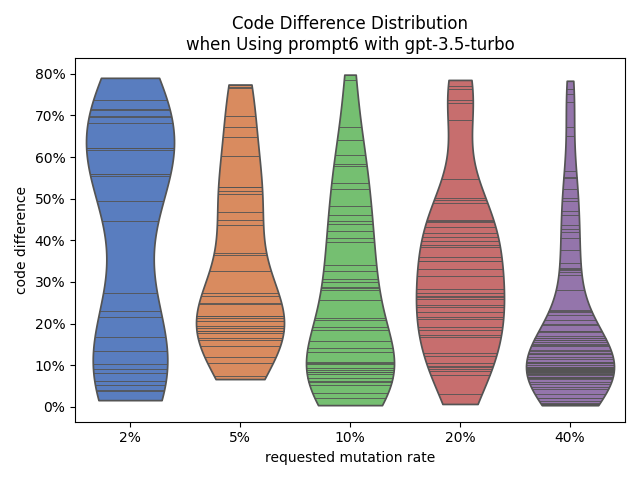 Code Difference Distribution
when Using prompt6 with gpt-3.5-turbo
80%
70%
60%
50%
40%
30%
20%
10%
0%
code difference
2% 5% 10% 20% 40%
requested mutation rate